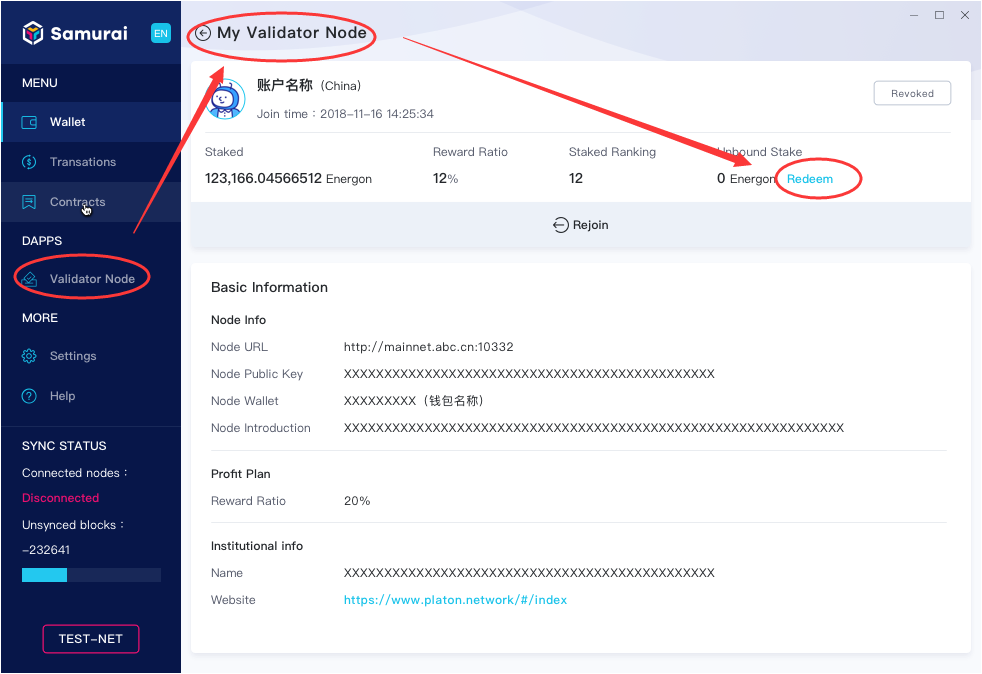 Samurai EN
MENU
Wallet
Transations
Contracts
DAPPS
Validator Node
MORE
Settings
Help
SYNC STATUS
Connected nodes：
Disconnected
Unsynced blocks：
-232641
TEST-NET
My Validator Node
账户名称（China）
Join time：2018-11-16 14:25:34
Revoked
Staked Reward Ratio Staked Ranking Unbound Stake
123,166.04566512 Energon 12% 12 0 Energon Redeem
Rejoin
Basic Information
Node Info
Node URL http://mainnet.abc.cn:10332
Node Public Key XXXXXXXXXXXXXXXXXXXXXXXXXXXXXXXXXXXXXXXXXXXXXX
Node Wallet XXXXXXXXX（钱包名称）
Node Introduction XXXXXXXXXXXXXXXXXXXXXXXXXXXXXXXXXXXXXXXXXXXXXXXXXXXXXXXXXXXXXX
Profit Plan
Reward Ratio 20%
Institutional info
Name XXXXXXXXXXXXXXXXXXXXXXXXXXXXXXXXXXXXXXXXXXXXXX
Website https://www.platon.network/#/index